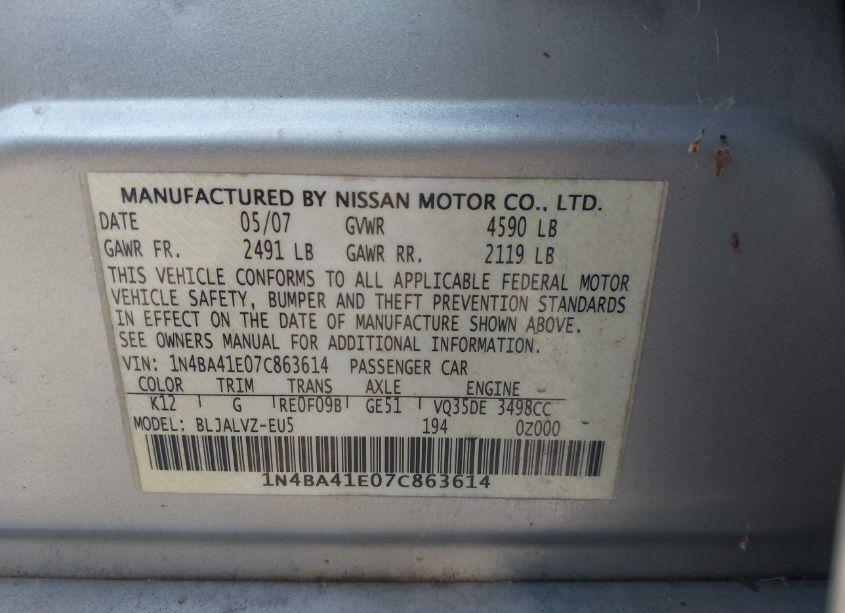 MANUFACTURED BY NISSAN MOTOR CO., LTD.
DATE 05/07 GVWR 4590 LB
GAWR FR. 2491 LB GAWR RR. 2119 LB
THIS VEHICLE CONFORMS TO ALL APPLICABLE FEDERAL MOTOR
VEHICLE SAFETY, BUMPER AND THEFT PREVENTION STANDARDS
IN EFFECT ON THE DATE OF MANUFACTURE SHOWN ABOVE.
SEE OWNERS MANUAL FOR ADDITIONAL INFORMATION.
VIN: 1N4BA41E07C863614 PASSENGER CAR
COLOR TRIM TRANS AXLE ENGINE
K12 G RE0F09B GE51 VQ35DE 3498CC
MODEL: BLJALVZ-EU5 194 0Z000
1N4BA41E07C863614